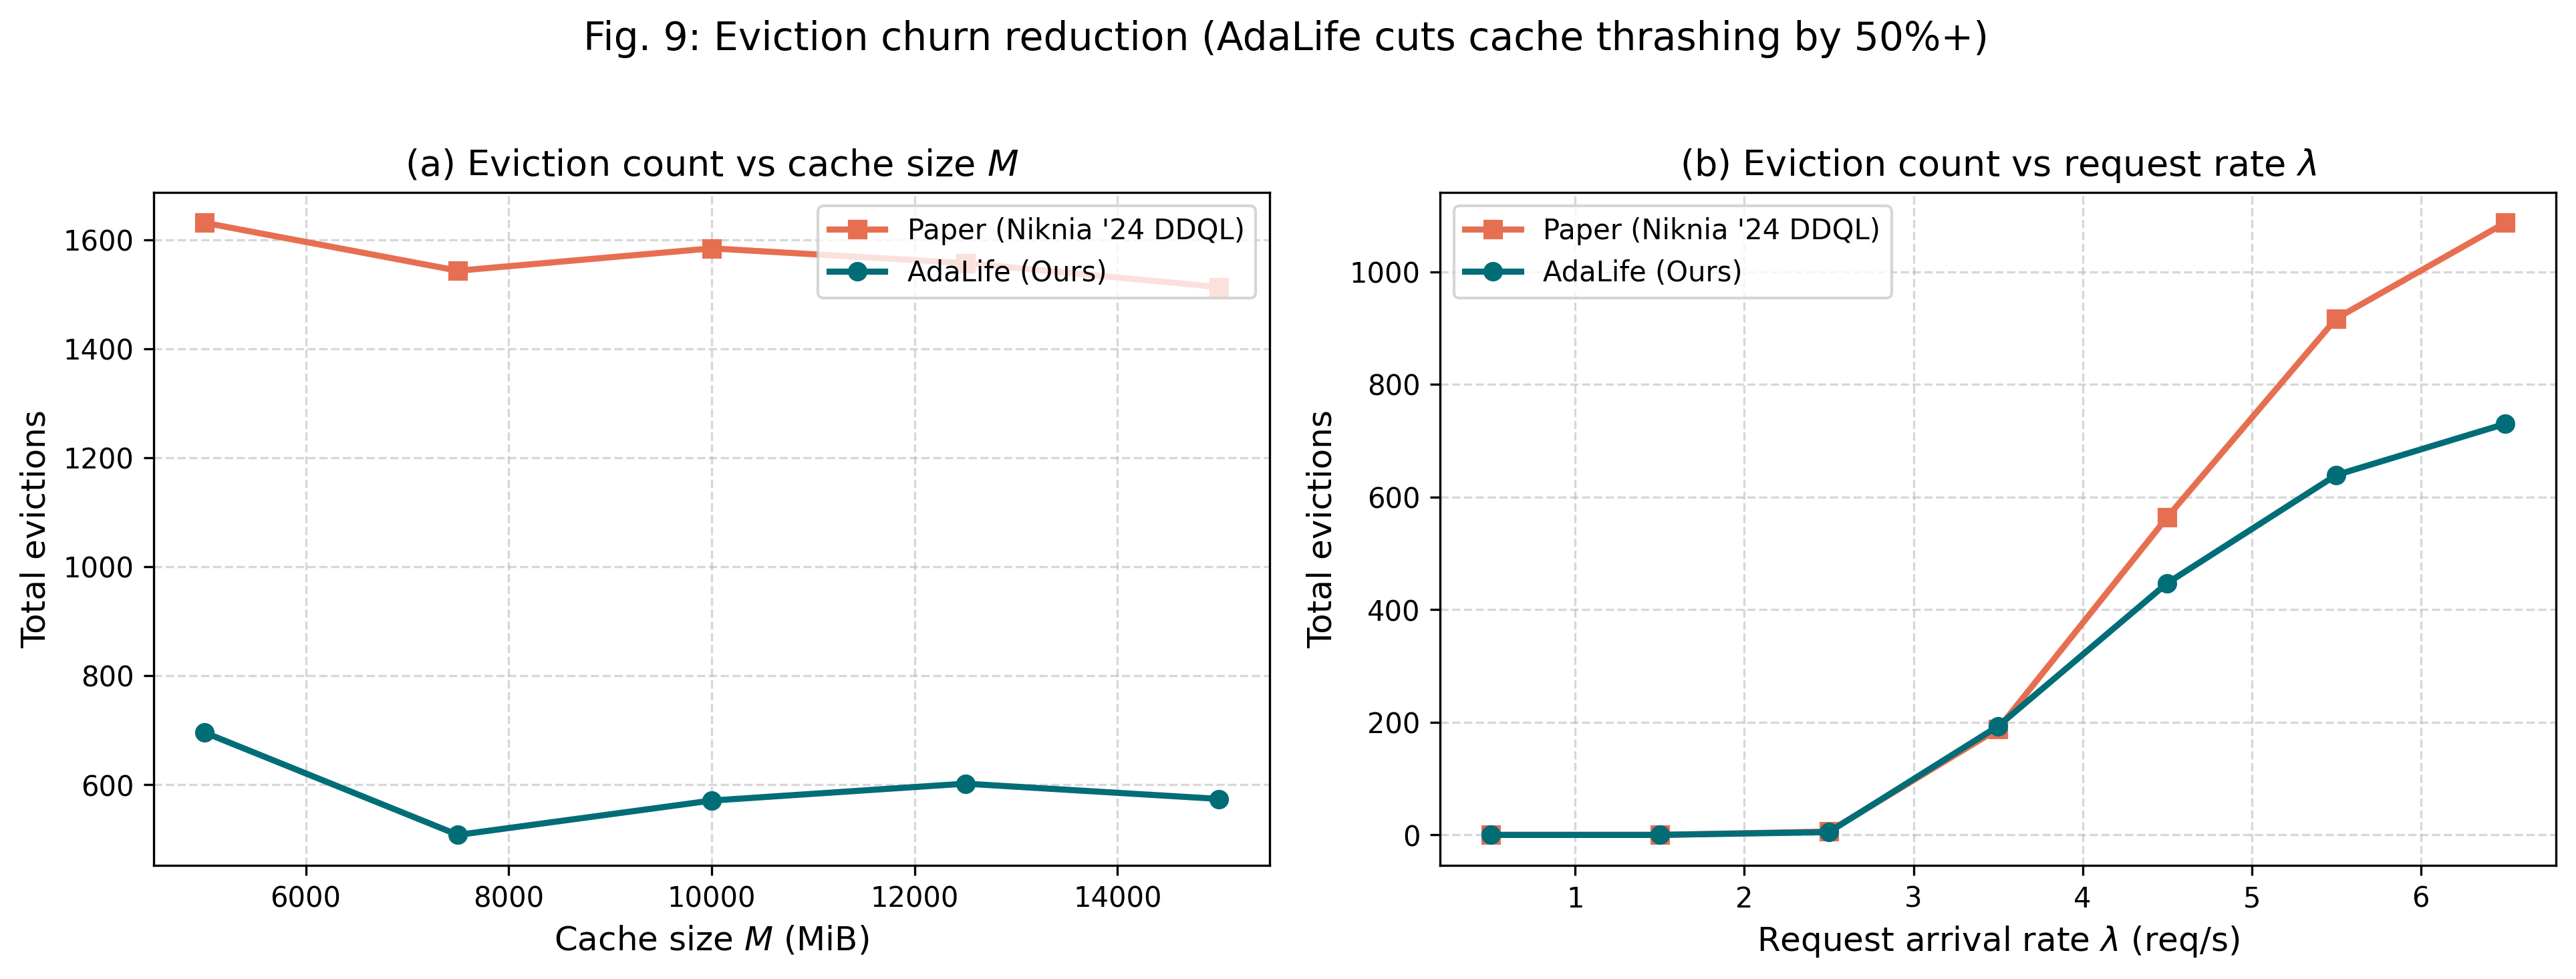 Fig. 9: Eviction churn reduction (AdaLife cuts cache thrashing by 50%+)
(a) Eviction count vs cache size M
Paper (Niknia '24 DDQL)
AdaLife (Ours)
1600
1400
1200
1000
800
600
Total evictions
6000 8000 10000 12000 14000
Cache size M (MiB)
(b) Eviction count vs request rate λ
Paper (Niknia '24 DDQL)
AdaLife (Ours)
1000
800
600
400
200
0
Total evictions
1 2 3 4 5 6
Request arrival rate λ (req/s)